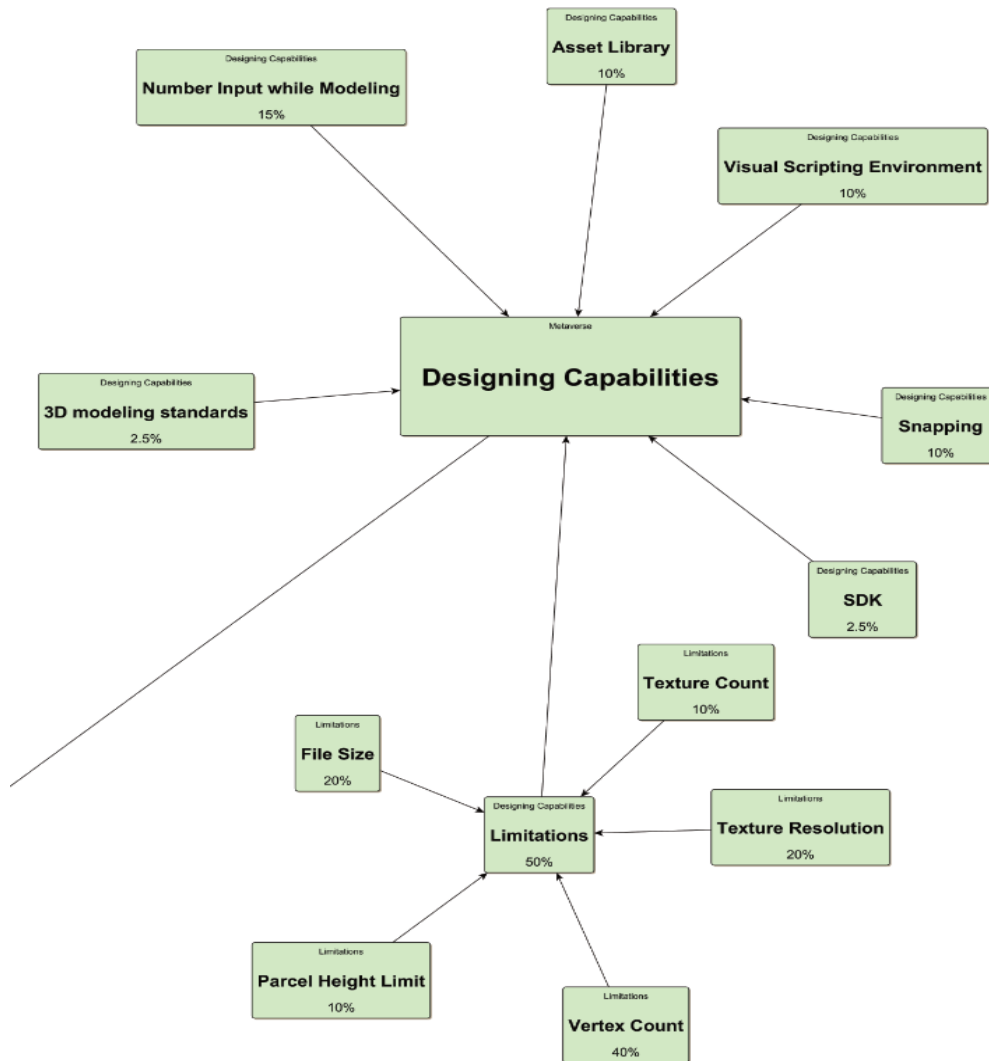 Designing Capabilities
Asset Library
10%
Designing Capabilities
Number Input while Modeling
15%
Designing Capabilities
Visual Scripting Environment
10%
Metaverse
Designing Capabilities
Designing Capabilities
3D modeling standards
2.5%
Designing Capabilities
Snapping
10%
Designing Capabilities
SDK
2.5%
Limitations
Texture Count
10%
Limitations
File Size
20%
Designing Capabilities
Limitations
50%
Limitations
Texture Resolution
20%
Limitations
Parcel Height Limit
10%
Limitations
Vertex Count
40%